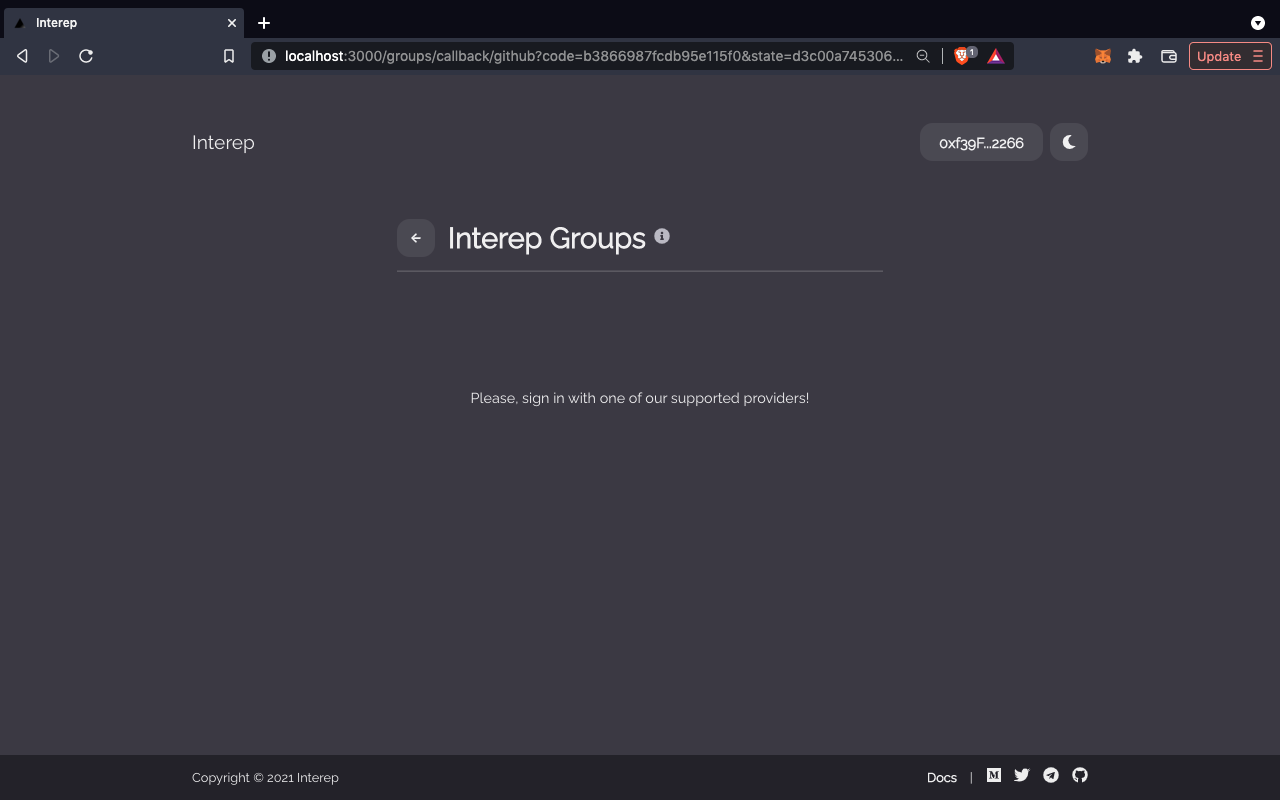 Interep
localhost:3000/groups/callback/github?code=b3866987fcdb95e115f0&state=d3c00a745306...
1
Update
Interep
0xf39F...2266
Interep Groups
Please, sign in with one of our supported providers!
Copyright © 2021 Interep
Docs |